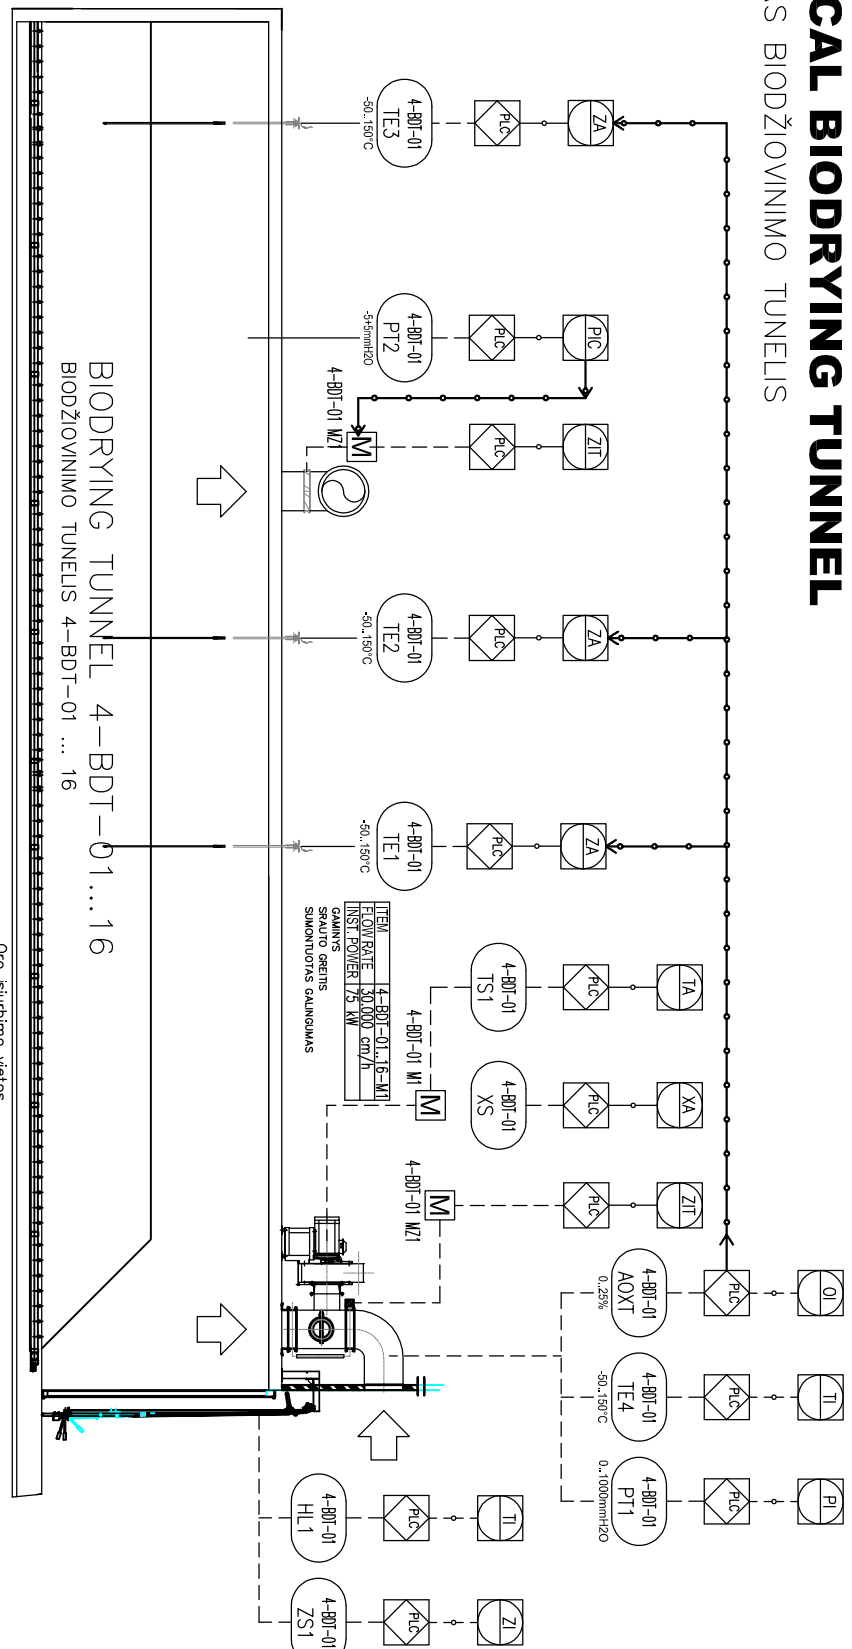 CAL BIODRYING TUNNEL
AS BIODŽIOVINIMO TUNELIS
ZA
PLC
4-BDT-01
TE3
-50..150°C
PIC
PLC
4-BDT-01
PT2
-5+5mmH2O
ZIT
PLC
M
4-BDT-01 MZ1
ZA
PLC
4-BDT-01
TE2
-50..150°C
ZA
PLC
4-BDT-01
TE1
-50..150°C
BIODRYING TUNNEL 4-BDT-01...16
BIODŽIOVINIMO TUNELIS 4-BDT-01 ... 16
ITEM 4-BDT-01..16-M1
FLOW RATE 30.000 cm/h
INST. POWER 75 kW
GAMINYS
SRAUTO GREITIS
SUMONTUOTAS GALINGUMAS
TA
PLC
4-BDT-01
TS1
XA
PLC
4-BDT-01
XS
4-BDT-01 M1
M
ZIT
PLC
4-BDT-01 MZ1
M
OI
PLC
4-BDT-01
AOXT
0..25%
TI
PLC
4-BDT-01
TE4
-50..150°C
PI
PLC
4-BDT-01
PT1
0..1000mmH2O
TI
PLC
4-BDT-01
HL1
ZI
PLC
4-BDT-01
ZS1
Oro įsiurbimo vietos